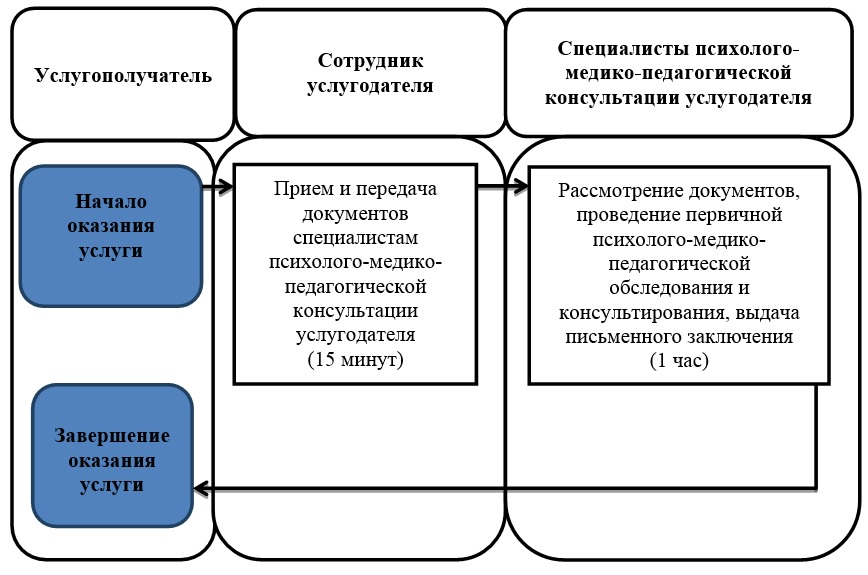 Услугополучатель
Сотрудник
услугодателя
Специалисты психолого-
медико-педагогической
консультации услугодателя
Начало
оказания
услуги
Прием и передача
документов
специалистам
психолого-медико-
педагогической
консультации
услугодателя
(15 минут)
Рассмотрение документов,
проведение первичной
психолого-медико-
педагогической
обследования и
консультирования, выдача
письменного заключения
(1 час)
Завершение
оказания
услуги